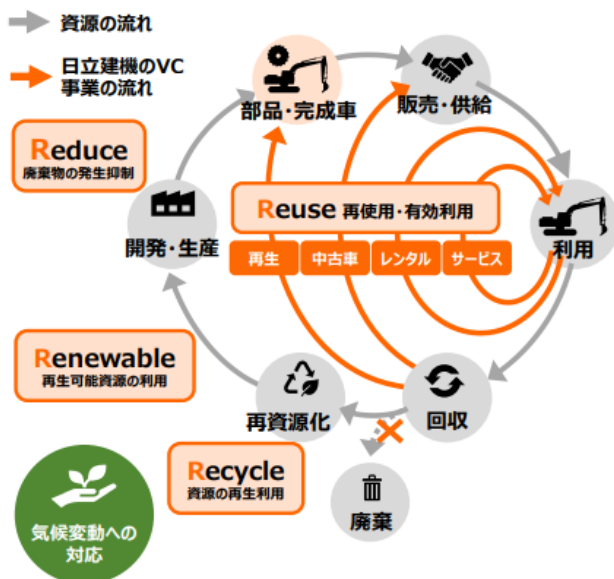 資源の流れ
日立建機のVC
事業の流れ
部品・完成車
販売・供給
Reduce
廃棄物の発生抑制
Reuse 再使用・有効利用
開発・生産
再生
中古車
レンタル
サービス
利用
Renewable
再生可能資源の利用
再資源化
回収
Recycle
資源の再生利用
廃棄
気候変動への
対応